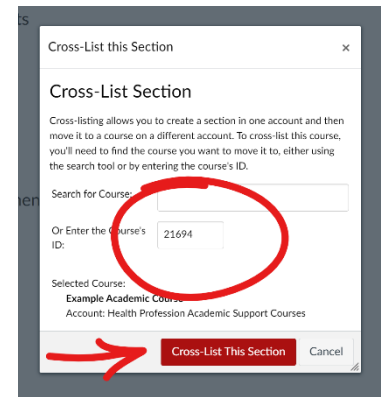 ts
Cross-List this Section ×
Cross-List Section
Cross-listing allows you to create a section in one account and then
move it to a course on a different account. To cross-list this course,
you'll need to find the course you want to move it to, either using
the search tool or by entering the course's ID.
Search for Course:
Or Enter the Course's 21694
ID:
Selected Course:
Example Academic Course
Account: Health Profession Academic Support Courses
Cross-List This Section Cancel